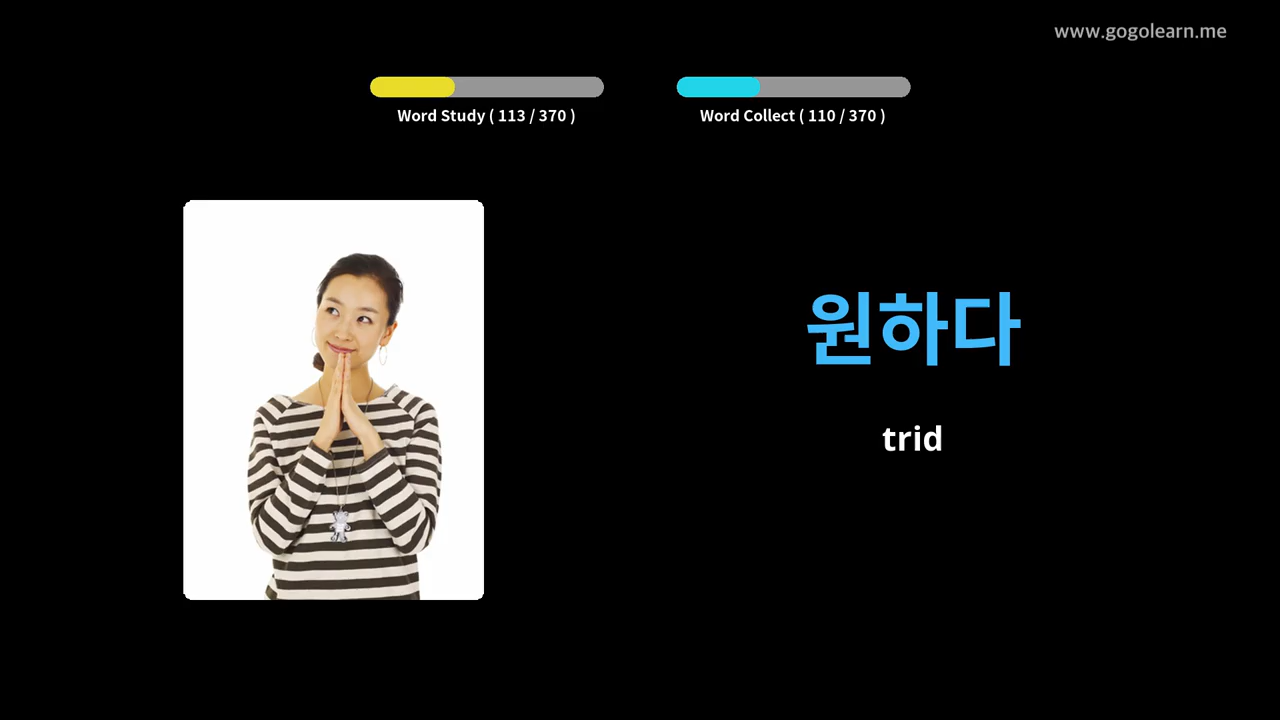 www.gogolearn.me
Word Study ( 113 / 370 )
Word Collect ( 110 / 370 )
원하다
trid